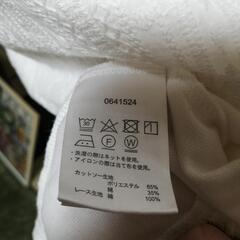 0641524
・洗濯の際はネットを使用。
・アイロンの際は当て布を使用。
カットソー生地
ポリエステル 65%
綿 35%
レース生地 綿 100%